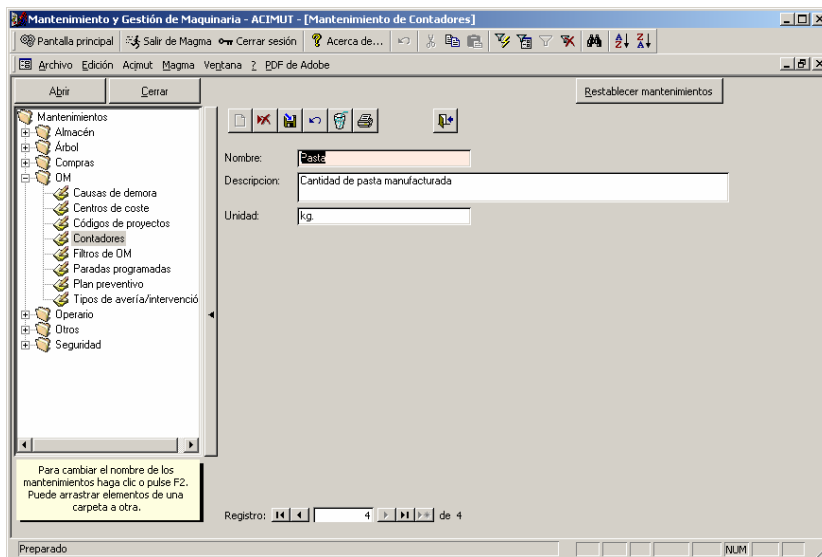 Mantenimiento y Gestión de Maquinaria - ACIMUT - [Mantenimiento de Contadores]
Pantalla principal Salir de Magma Cerrar sesión Acerca de...
Archivo Edición Acimut Magma Ventana ? PDF de Adobe
Abrir Cerrar Restablecer mantenimientos
Mantenimientos
Almacén
Árbol
Compras
OM
Causas de demora
Centros de coste
Códigos de proyectos
Contadores
Filtros de OM
Paradas programadas
Plan preventivo
Tipos de avería/intervenció
Operario
Otros
Seguridad
Nombre: Pasta
Descripcion: Cantidad de pasta manufacturada
Unidad: kg.
Para cambiar el nombre de los
mantenimientos haga clic o pulse F2.
Puede arrastrar elementos de una
carpeta a otra.
Registro: 4 de 4
Preparado NUM